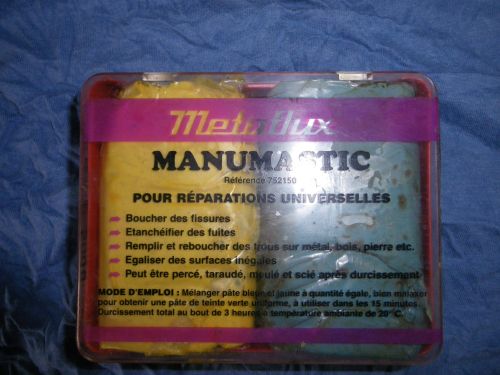 Metaflux
MANUMASTIC
Référence 752150
POUR RÉPARATIONS UNIVERSELLES
Boucher des fissures
Etanchéifier des fuites
Remplir et reboucher des trous sur métal, bois, pierre etc.
Egaliser des surfaces inégales
Peut être percé, taraudé, meulé et scié après durcissement
MODE D'EMPLOI : Mélanger pâte bleue et jaune à quantité égale, bien malaxer
pour obtenir une pâte de teinte verte uniforme, à utiliser dans les 15 minutes.
Durcissement total au bout de 3 heures à température ambiante de 20°C.